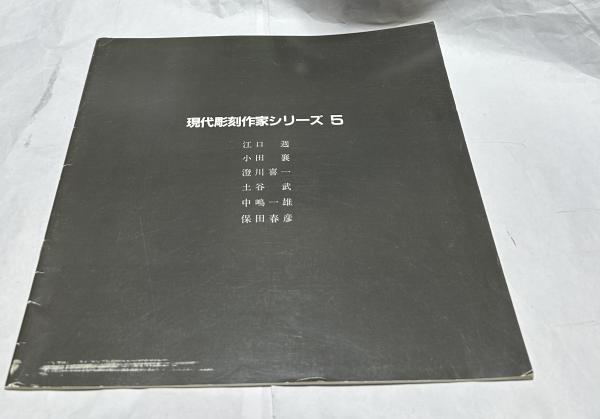 現代彫刻作家シリーズ 5
江口 週
小田 襄
澄川喜一
土谷 武
中嶋一雄
保田春彦